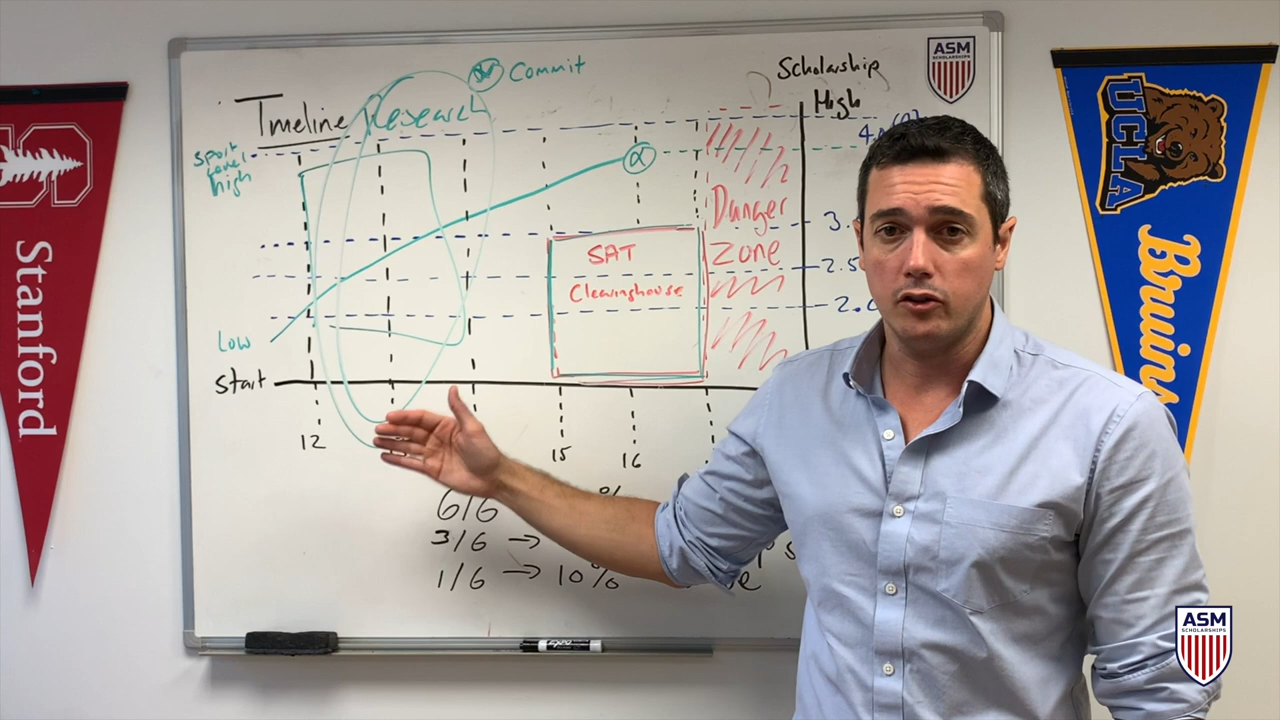 Commit
Scholarship
High
ASM
SCHOLARSHIPS
Timeline
Research
Sport
Level
high
Danger
Zone
SAT
Clearinghouse
3.
2.5
2.0
Low
Start
12
15
16
6/6
%
3/6 →
1/6 → 10%
S
Stanford
UCLA
Bruins
ASM
SCHOLARSHIPS